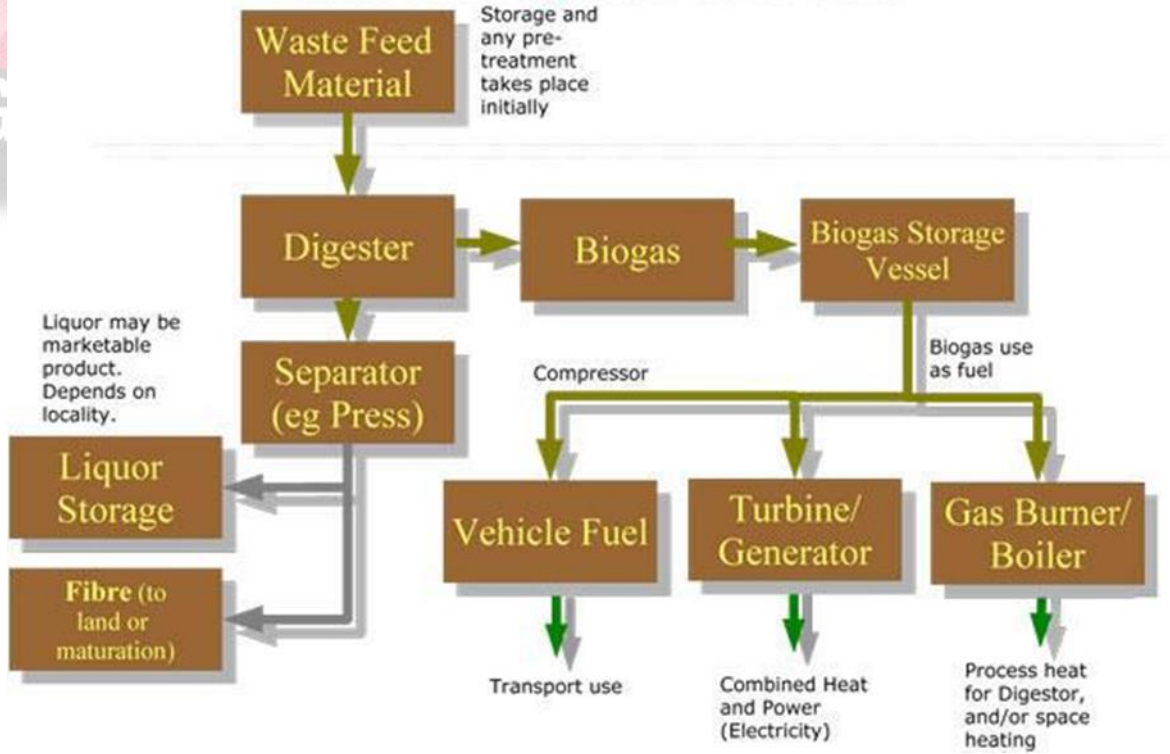 Waste Feed
Material
Storage and
any pre-
treatment
takes place
initially
Digester
Biogas
Biogas Storage
Vessel
Liquor may be
marketable
product.
Depends on
locality.
Separator
(eg Press)
Compressor
Biogas use
as fuel
Liquor
Storage
Vehicle Fuel
Turbine/
Generator
Gas Burner/
Boiler
Fibre (to
land or
maturation)
Transport use
Combined Heat
and Power
(Electricity)
Process heat
for Digestor,
and/or space
heating